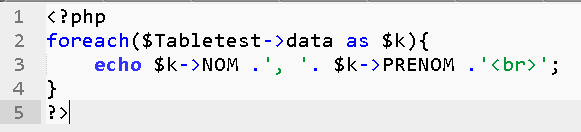 1 <?php
2 foreach($Tabletest->data as $k){
3     echo $k->NOM .', '. $k->PRENOM .'<br>';
4 }
5 ?>